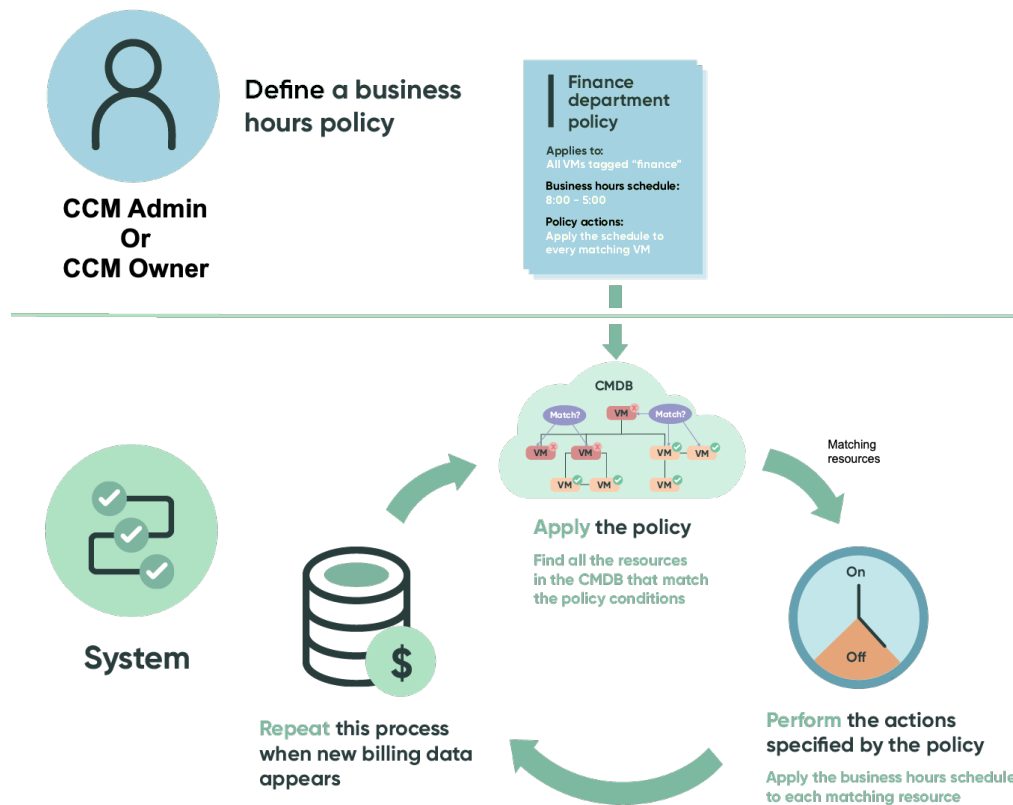 Define a business
hours policy
CCM Admin
Or
CCM Owner
Finance
department
policy
Applies to:
All VMs tagged “finance”
Business hours schedule:
8:00 - 5:00
Policy actions:
Apply the schedule to
every matching VM
CMDB
Match?
VM
Match?
VM
VM
VM
VM
VM
VM
VM
Matching
resources
Apply the policy
Find all the resources
in the CMDB that match
the policy conditions
On
Off
System
$
Repeat this process
when new billing data
appears
Perform the actions
specified by the policy
Apply the business hours schedule
to each matching resource